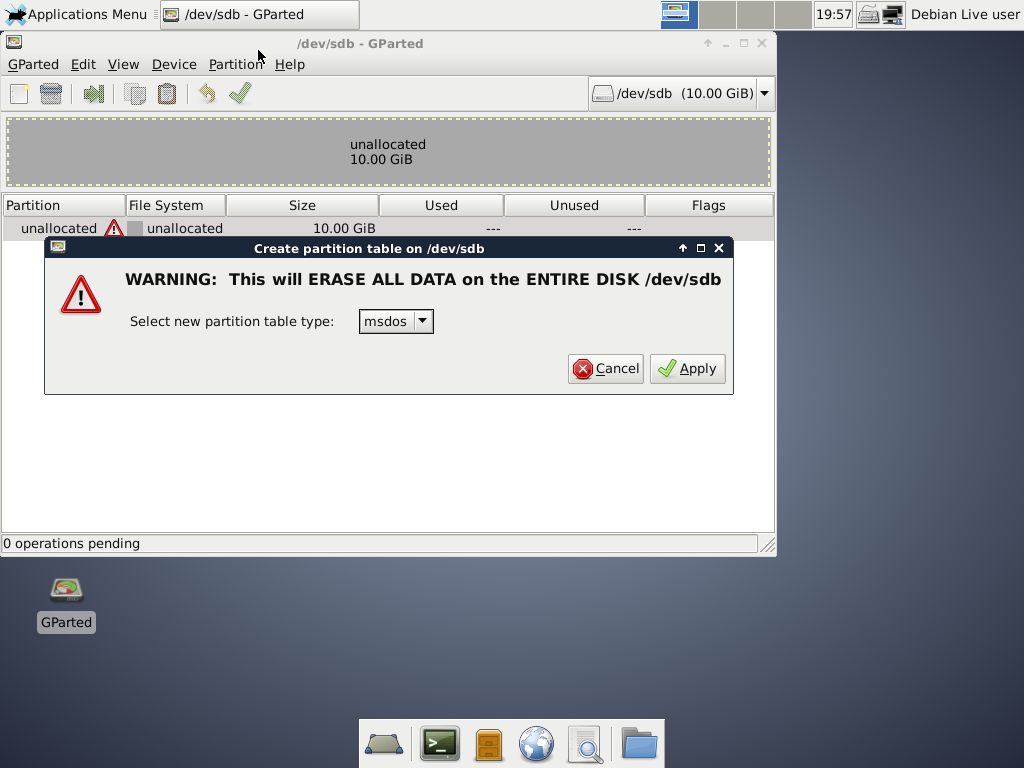 Applications Menu /dev/sdb - GParted 19:57 Debian Live user
/dev/sdb - GParted
GParted Edit View Device Partition Help
/dev/sdb (10.00 GiB)
unallocated
10.00 GiB
Partition File System Size Used Unused Flags
unallocated unallocated 10.00 GiB --- ---
Create partition table on /dev/sdb
WARNING: This will ERASE ALL DATA on the ENTIRE DISK /dev/sdb
Select new partition table type: msdos
Cancel Apply
0 operations pending
GParted